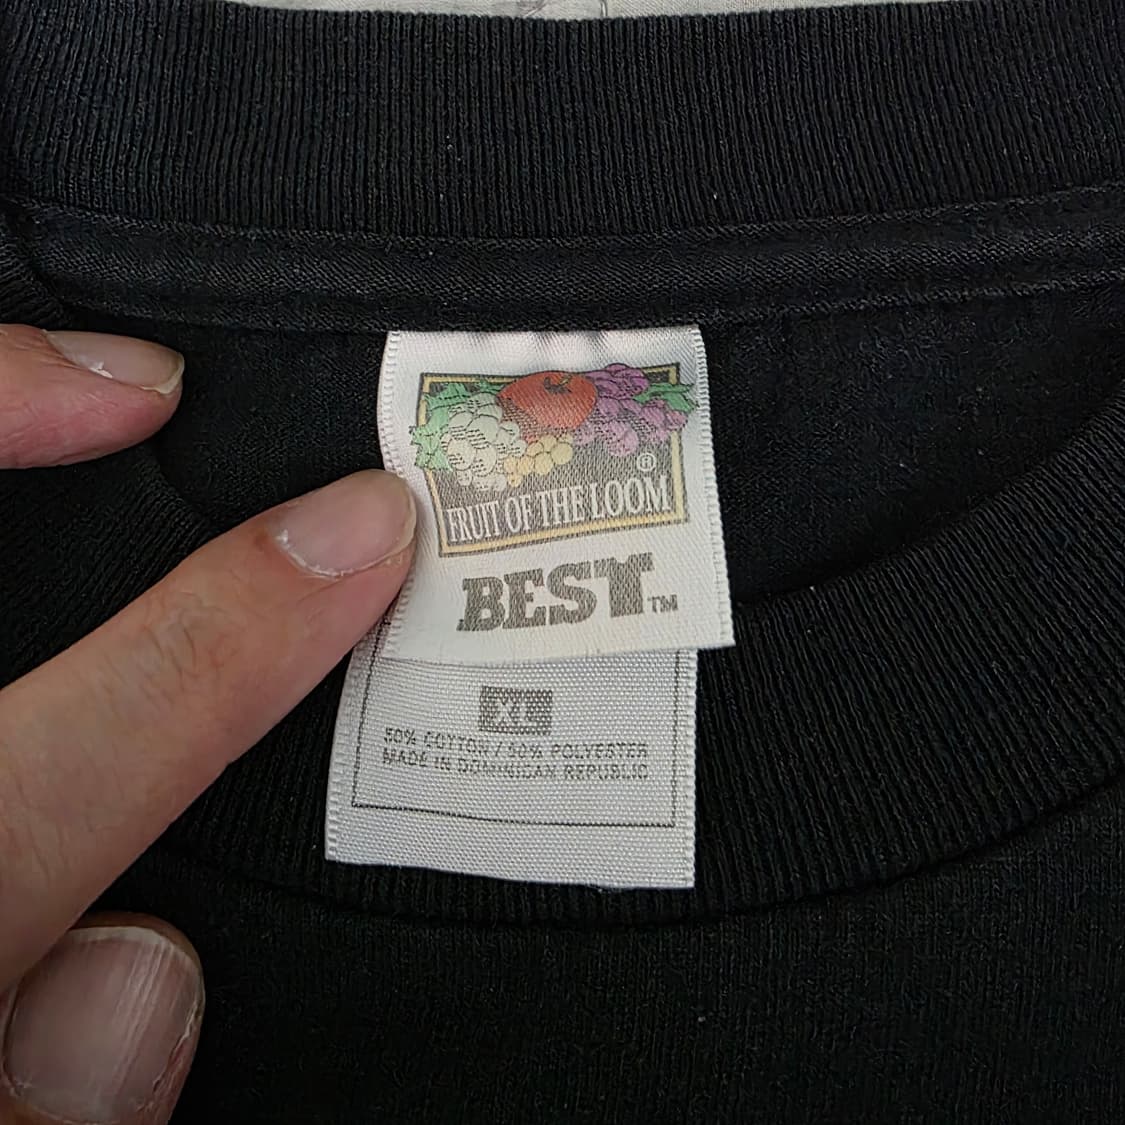 ®
FRUIT OF THE LOOM
BEST™
XL
50% COTTON / 50% POLYESTER
MADE IN DOMINICAN REPUBLIC